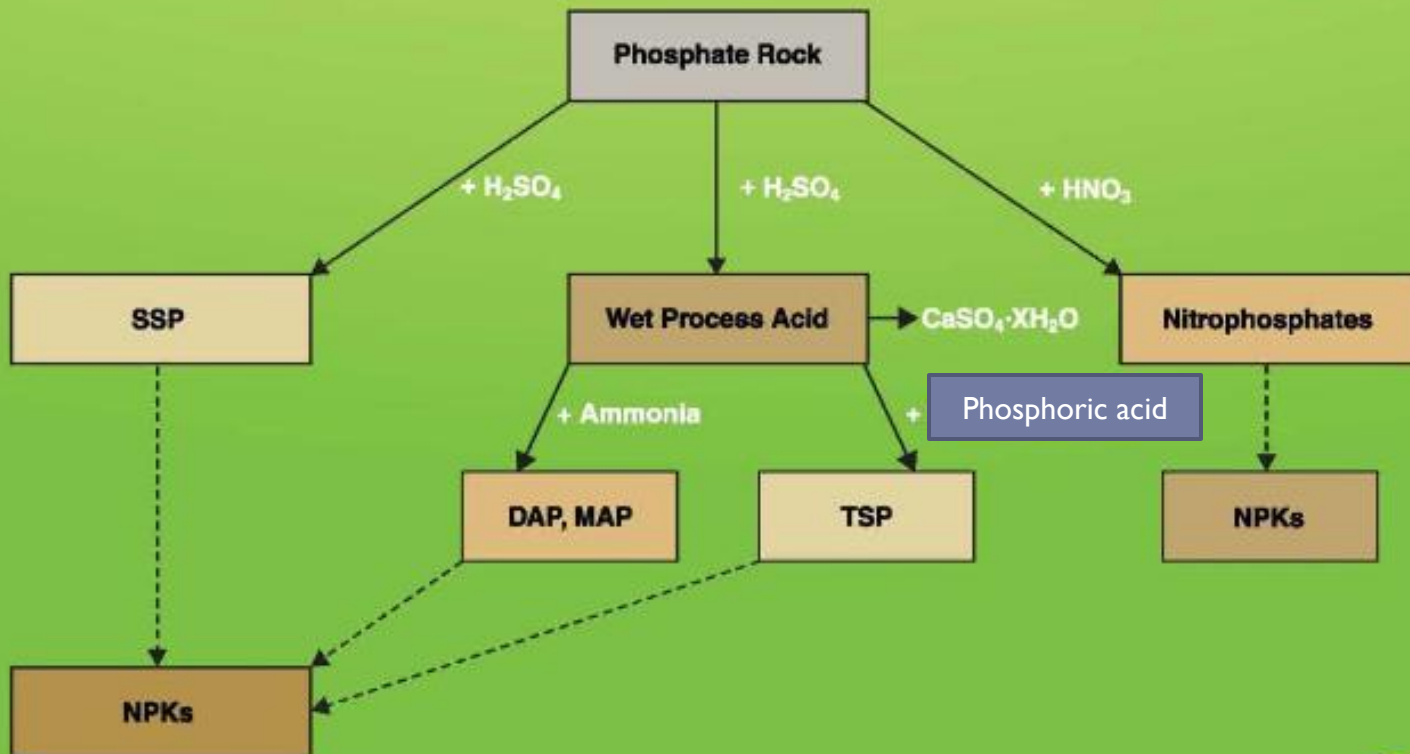 Phosphate Rock
+ H₂SO₄
+ H₂SO₄
+ HNO₃
SSP
Wet Process Acid
CaSO₄·XH₂O
Nitrophosphates
+ Ammonia
+
Phosphoric acid
DAP, MAP
TSP
NPKs
NPKs